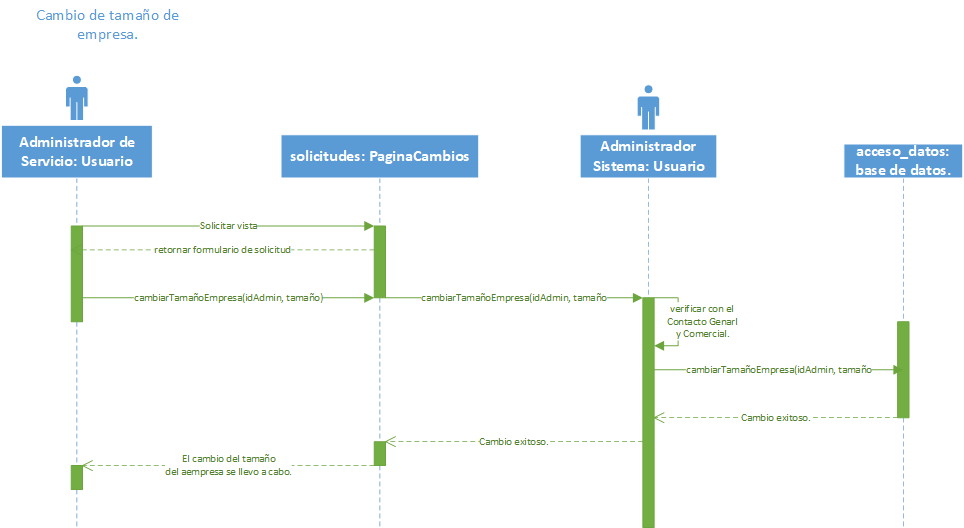 Cambio de tamaño de
empresa.
Administrador de
Servicio: Usuario
solicitudes: PaginaCambios
Administrador
Sistema: Usuario
acceso_datos:
base de datos.
Solicitar vista
retornar formulario de solicitud
cambiarTamañoEmpresa(idAdmin, tamaño)
cambiarTamañoEmpresa(idAdmin, tamaño
verificar con el
Contacto Genarl
y Comercial.
cambiarTamañoEmpresa(idAdmin, tamaño
Cambio exitoso.
Cambio exitoso.
El cambio del tamaño
del aempresa se llevo a cabo.